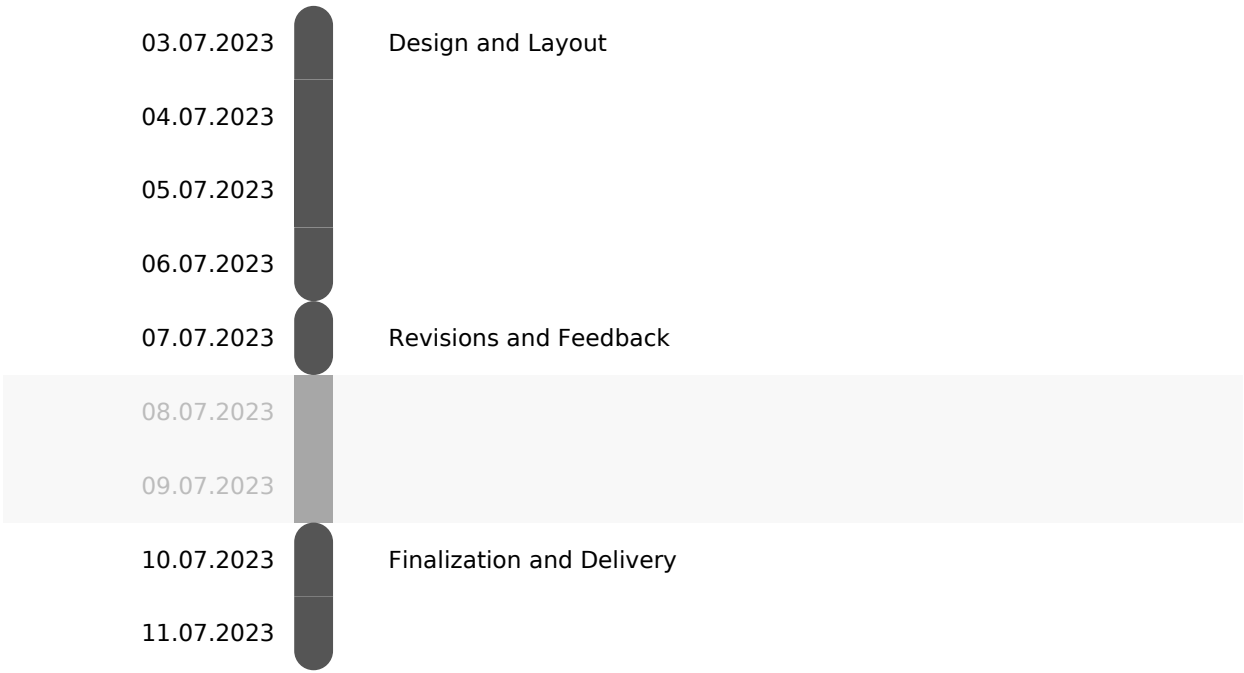 03.07.2023 Design and Layout
04.07.2023
05.07.2023
06.07.2023
07.07.2023 Revisions and Feedback
08.07.2023
09.07.2023
10.07.2023 Finalization and Delivery
11.07.2023